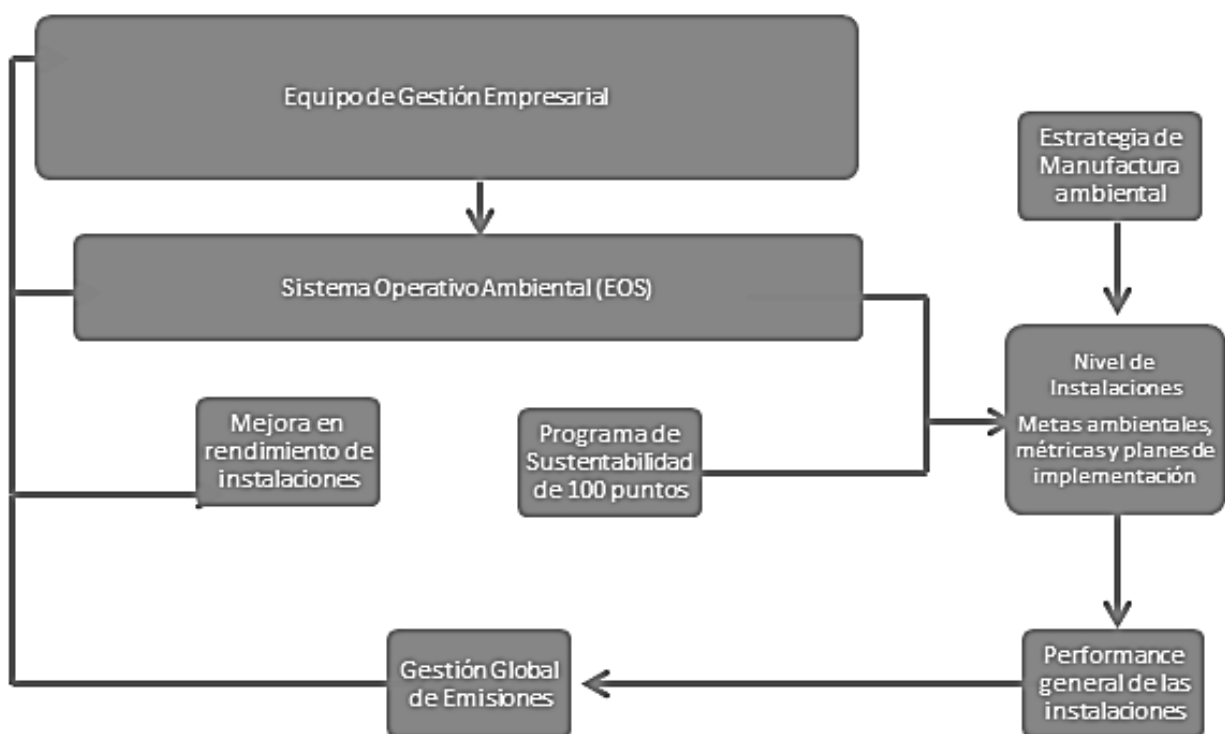 Equipo de Gestión Empresarial
Estrategia de
Manufactura
ambiental
Sistema Operativo Ambiental (EOS)
Nivel de
Instalaciones
Metas ambientales,
métricas y planes de
implementación
Mejora en
rendimiento de
instalaciones
Programa de
Sustentabilidad
de 100 puntos
Gestión Global
de Emisiones
Performance
general de las
instalaciones